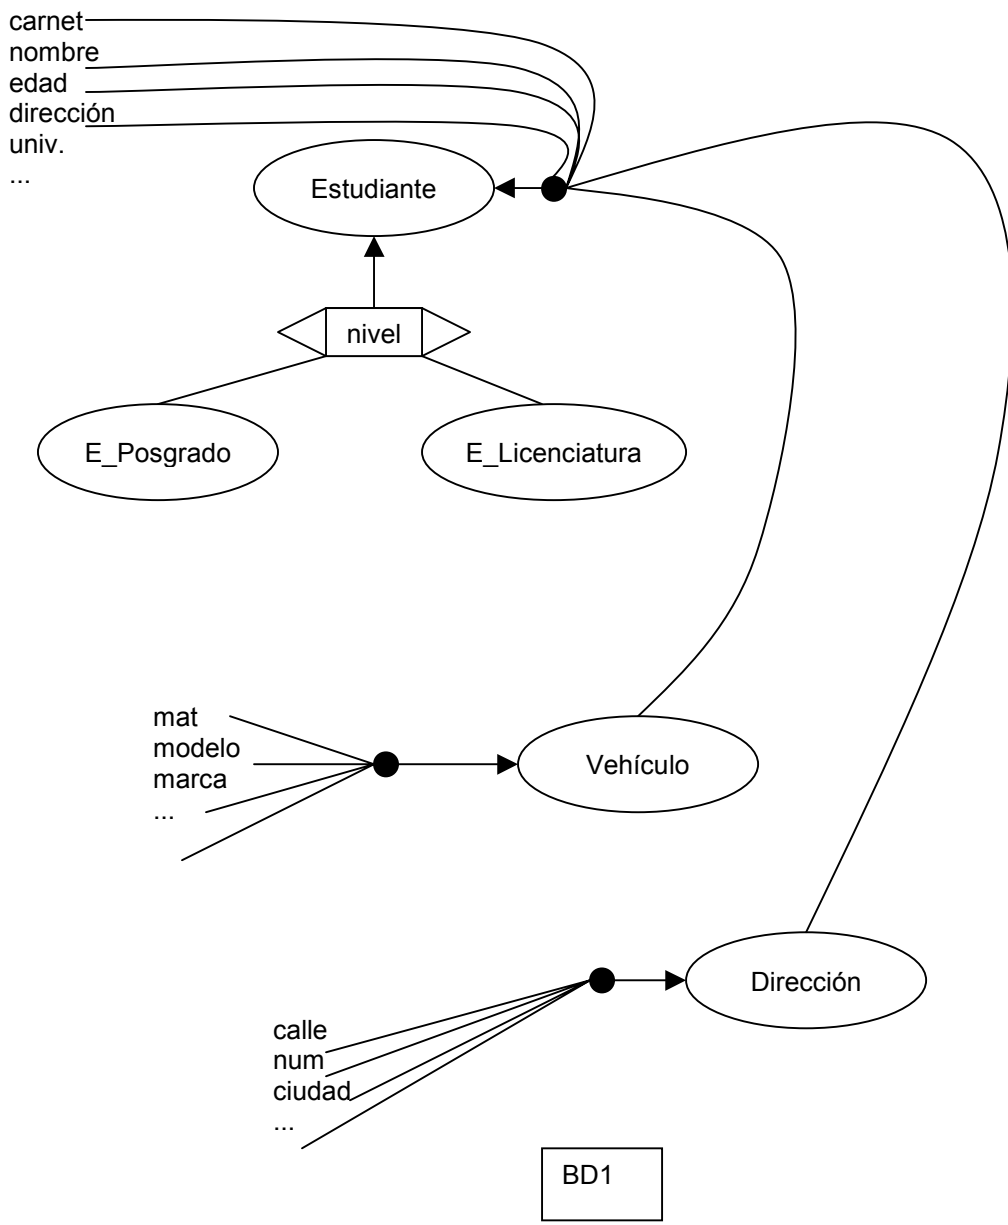 carnet
nombre
edad
dirección
univ.
...
Estudiante
nivel
E_Posgrado
E_Licenciatura
mat
modelo
marca
...
Vehículo
Dirección
calle
num
ciudad
...
BD1